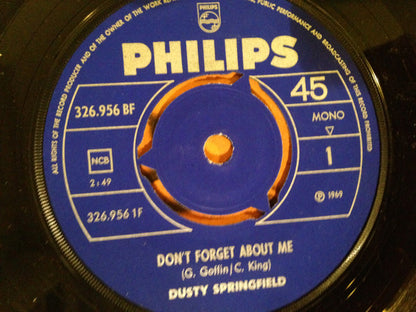 PHILIPS
PHILIPS
ALL RIGHTS OF THE RECORD PRODUCER AND OF THE OWNER OF THE WORK
PUBLIC PERFORMANCE AND BROADCASTING OF THIS RECORD PROHIBITED
326.956 BF
45
MONO
NCB
1
2:49
℗ 1969
326.956 1F
DON'T FORGET ABOUT ME
(G. Goffin/C. King)
DUSTY SPRINGFIELD